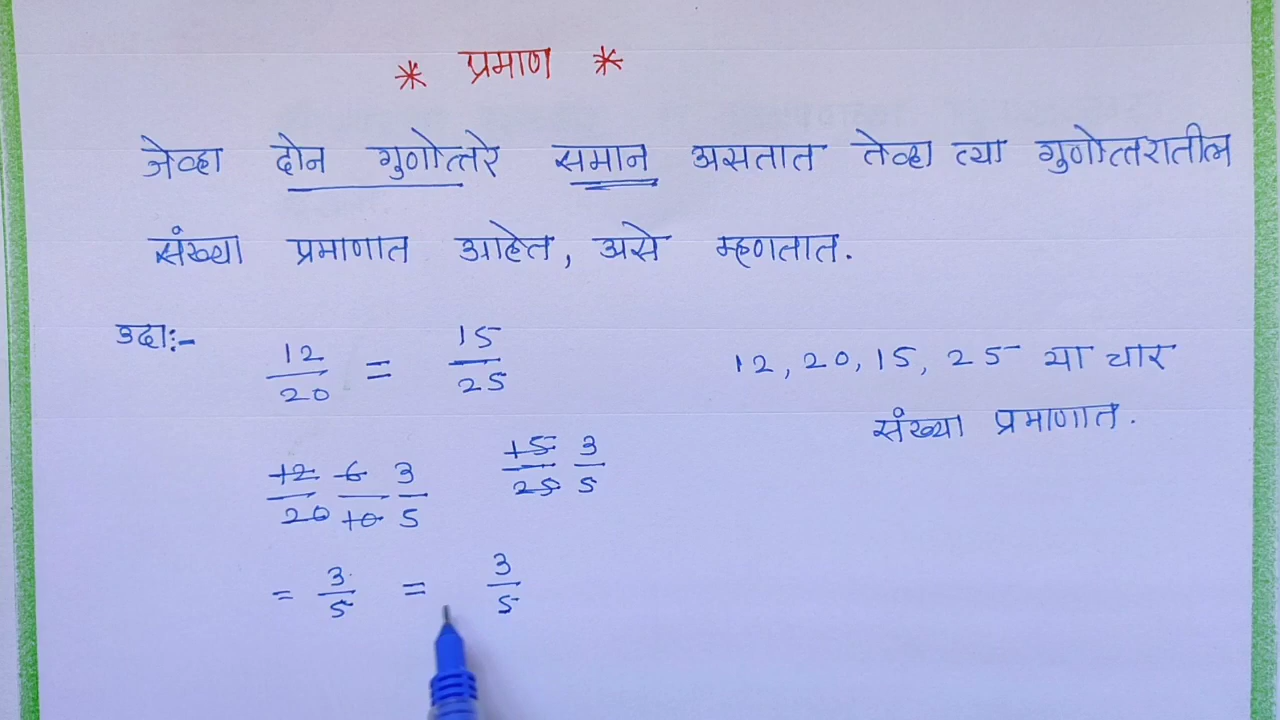 * प्रमाण *
जेव्हा दोन गुणोत्तरे समान असतात तेव्हा त्या गुणोत्तरातील
संख्या प्रमाणात आहेत, असे म्हणतात.
उदा:- 12/20 = 15/25
12, 20, 15, 25 या चार
संख्या प्रमाणात.
12/20 6/10 3/5 15/25 3/5
= 3/5 = 3/5